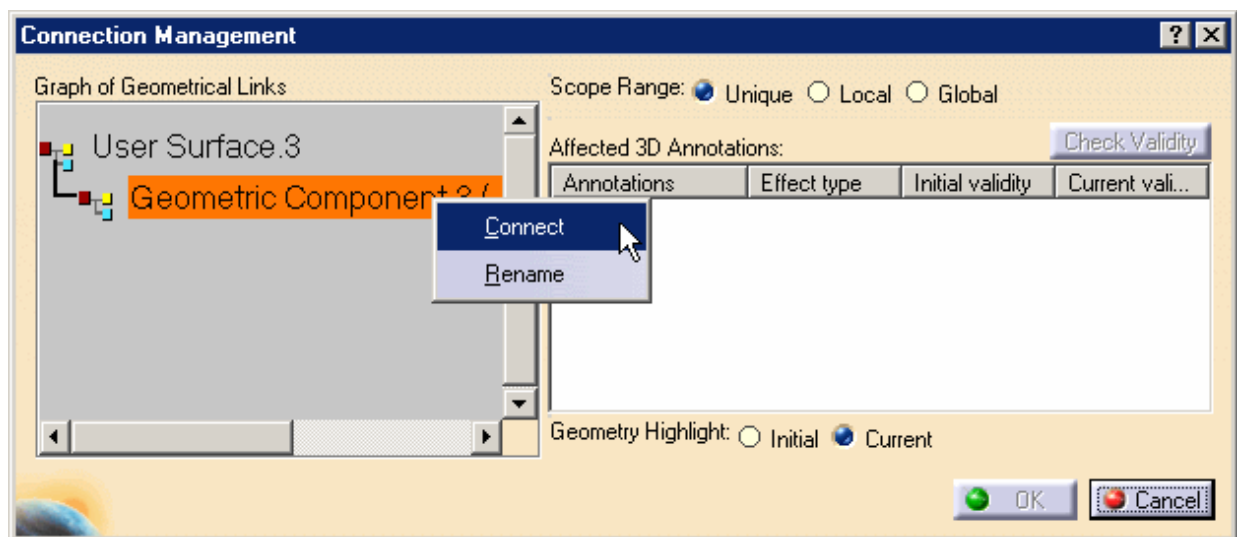 Connection Management
Graph of Geometrical Links
Scope Range: Unique Local Global
User Surface.3
Affected 3D Annotations:
Check Validity
Annotations Effect type Initial validity Current vali...
Geometric Component
Connect
Rename
Geometry Highlight: Initial Current
OK Cancel